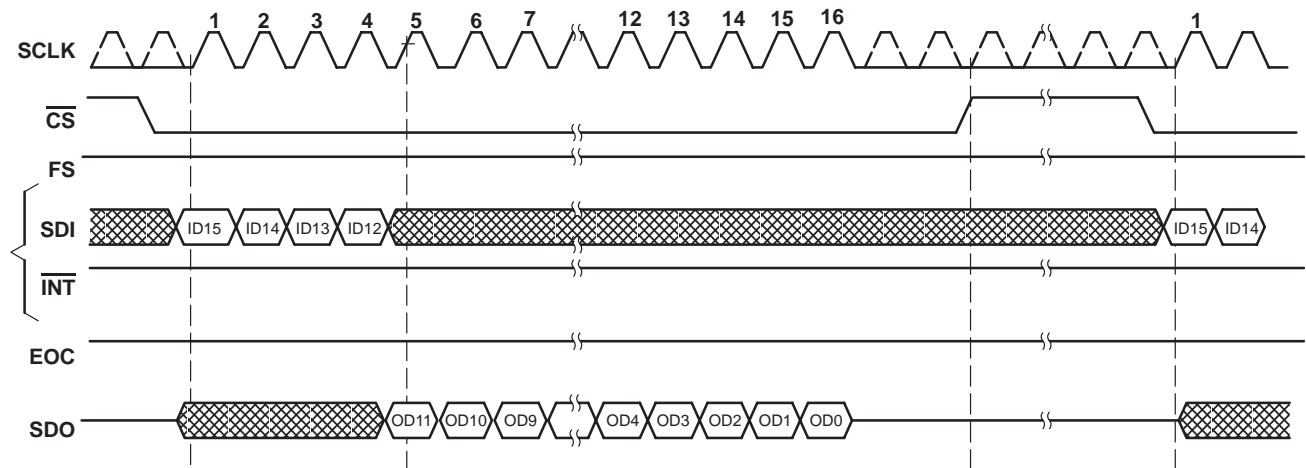 1 2 3 4 5 6 7 12 13 14 15 16 1
SCLK
CS
FS
SDI ID15 ID14 ID13 ID12 ID15 ID14
INT
EOC
SDO OD11 OD10 OD9 OD4 OD3 OD2 OD1 OD0